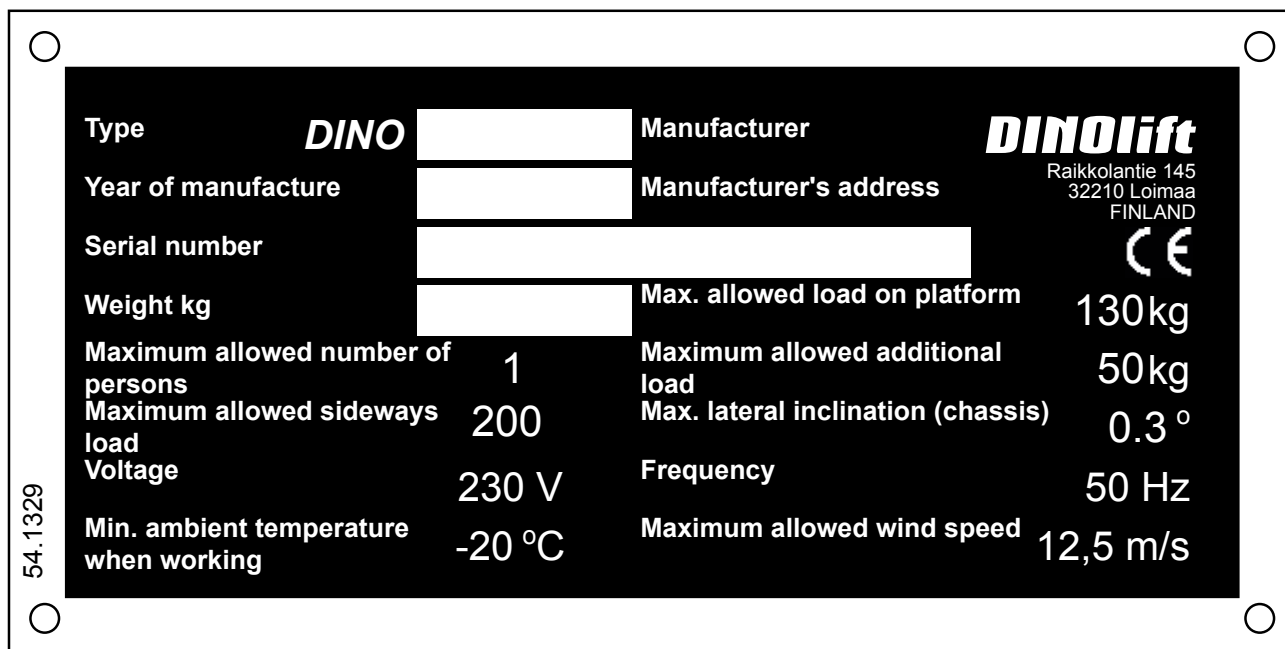 Type DINO Manufacturer DINOlift
Raikkolantie 145
Year of manufacture Manufacturer's address 32210 Loimaa
FINLAND
Serial number CE
Weight kg Max. allowed load on platform 130kg
Maximum allowed number of
persons 1
Maximum allowed additional
load 50kg
Maximum allowed sideways
load 200
Max. lateral inclination (chassis) 0.3 º
Voltage 230 V Frequency 50 Hz
Min. ambient temperature
when working -20 ºC
Maximum allowed wind speed 12,5 m/s
54.1329